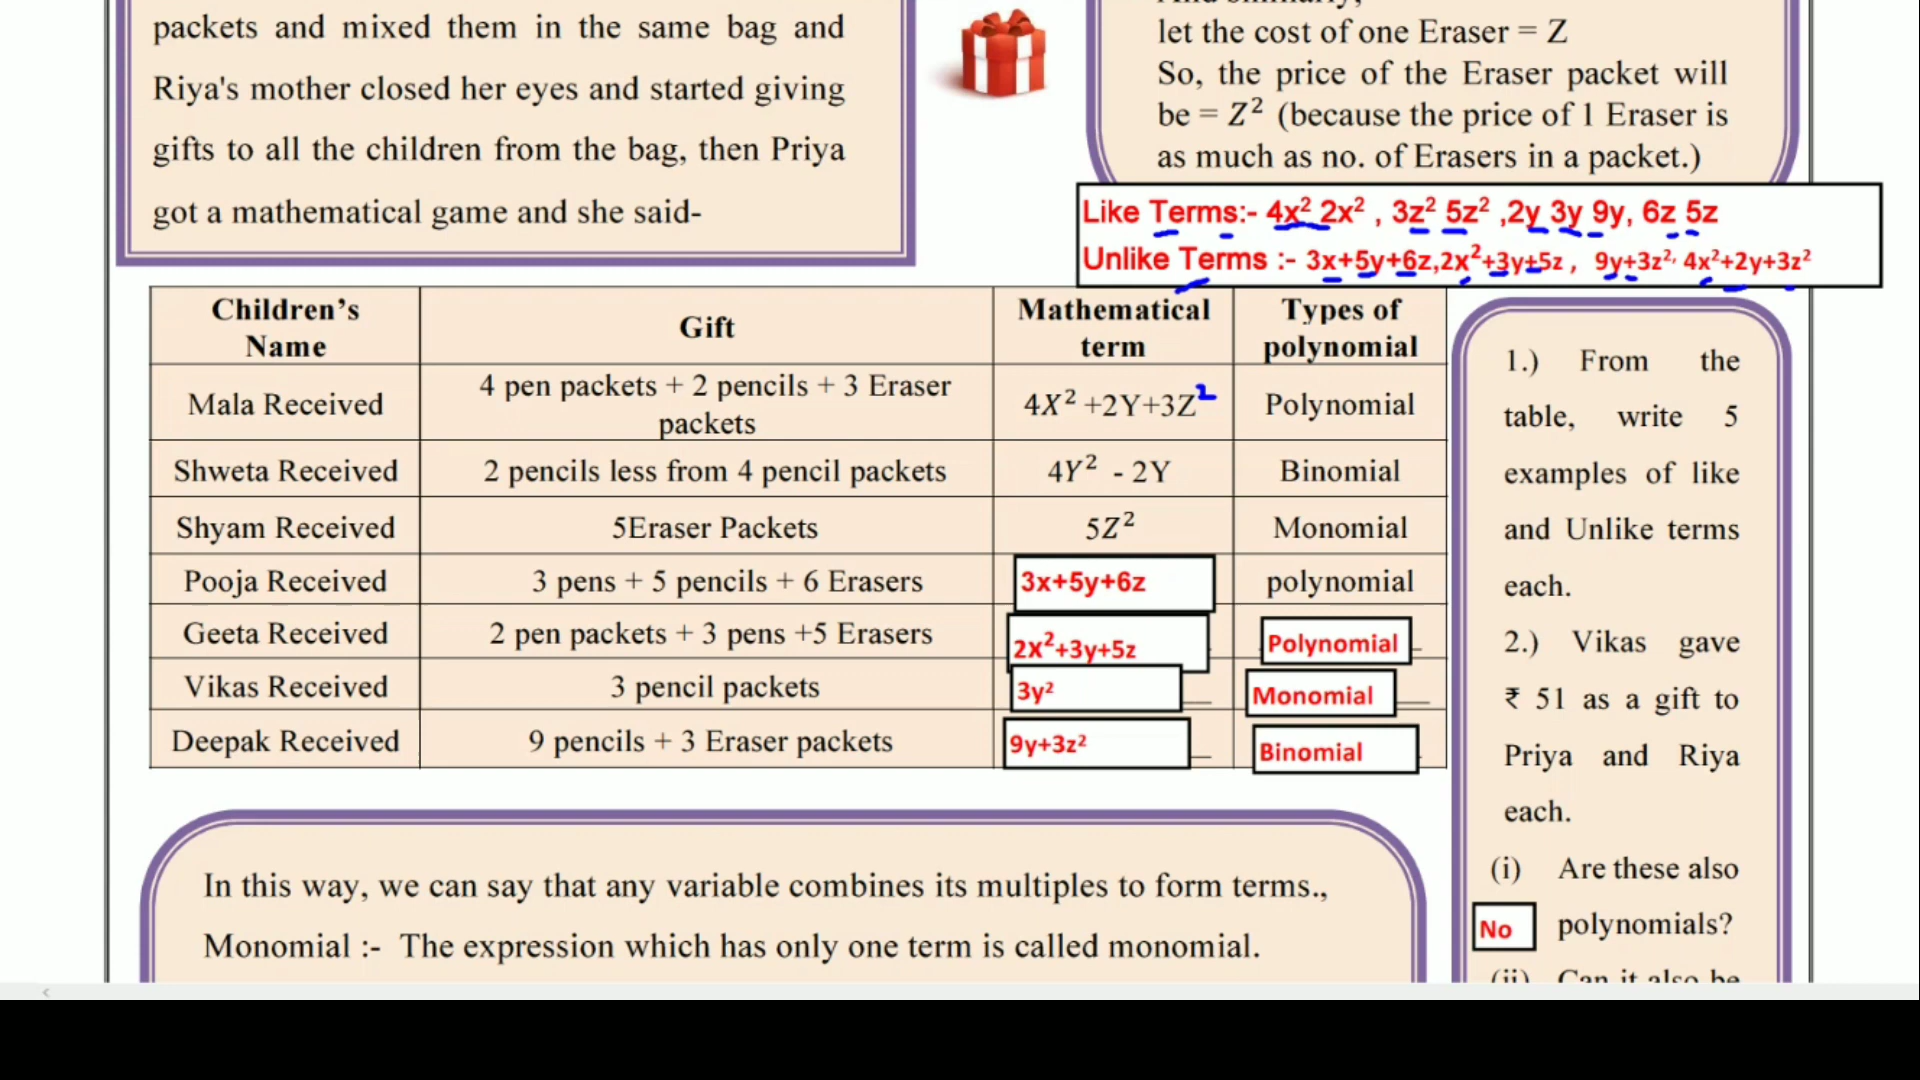 packets and mixed them in the same bag and
Riya's mother closed her eyes and started giving
gifts to all the children from the bag, then Priya
got a mathematical game and she said-
let the cost of one Eraser = Z
So, the price of the Eraser packet will
be = Z² (because the price of 1 Eraser is
as much as no. of Erasers in a packet.)
Like Terms:- 4x² 2x² , 3z² 5z² ,2y 3y 9y, 6z 5z
Unlike Terms :- 3x+5y+6z,2x²+3y+5z , 9y+3z², 4x²+2y+3z²
Children’s Name Gift Mathematical term Types of polynomial
Mala Received 4 pen packets + 2 pencils + 3 Eraser packets 4X² +2Y+3Z² Polynomial
Shweta Received 2 pencils less from 4 pencil packets 4Y² - 2Y Binomial
Shyam Received 5Eraser Packets 5Z² Monomial
Pooja Received 3 pens + 5 pencils + 6 Erasers 3x+5y+6z polynomial
Geeta Received 2 pen packets + 3 pens +5 Erasers 2x²+3y+5z Polynomial
Vikas Received 3 pencil packets 3y² Monomial
Deepak Received 9 pencils + 3 Eraser packets 9y+3z² Binomial
1.) From the
table, write 5
examples of like
and Unlike terms
each.
2.) Vikas gave
₹ 51 as a gift to
Priya and Riya
each.
(i) Are these also
No polynomials?
(ii) Can it also be
In this way, we can say that any variable combines its multiples to form terms.,
Monomial :- The expression which has only one term is called monomial.